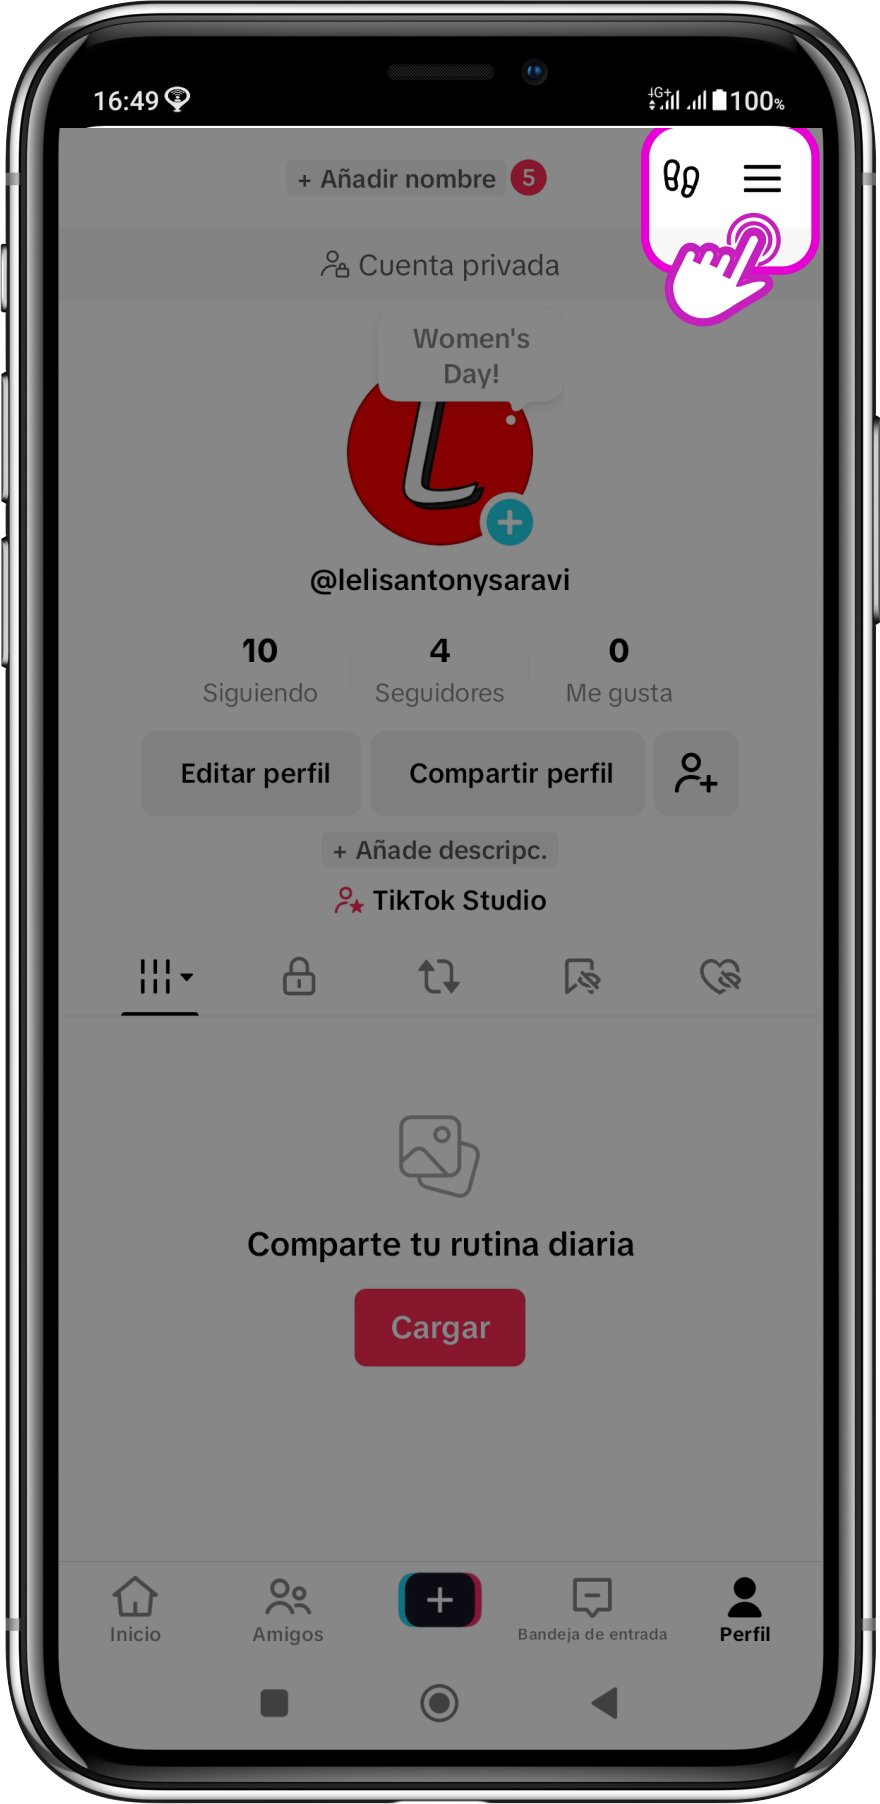 16:49
4G+ 100%
+ Añadir nombre 5
Cuenta privada
Women's
Day!
L
@lelisantonysaravi
10 4 0
Siguiendo Seguidores Me gusta
Editar perfil Compartir perfil
+ Añade descripc.
TikTok Studio
Comparte tu rutina diaria
Cargar
Inicio Amigos Bandeja de entrada Perfil